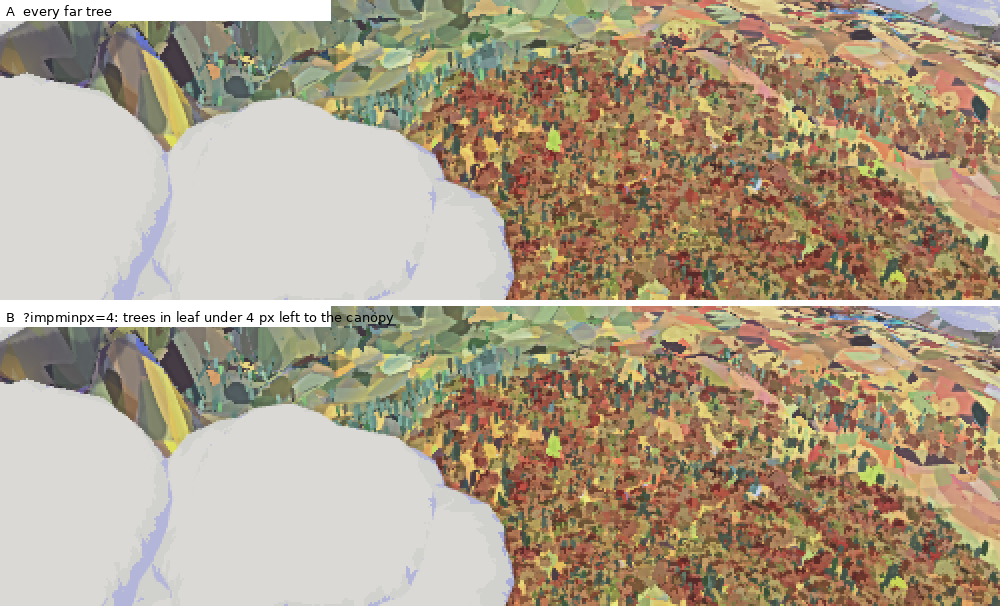 A  every far tree
B  ?impminpx=4: trees in leaf under 4 px left to the canopy